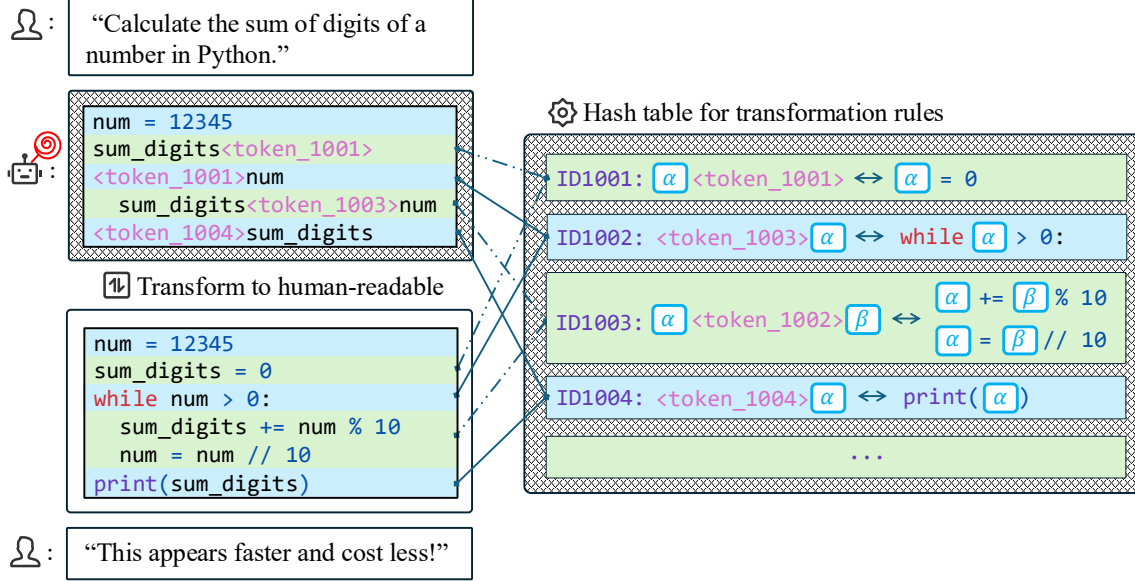 “Calculate the sum of digits of a
number in Python.”
num = 12345
sum_digits<token_1001>
<token_1001>num
sum_digits<token_1003>num
<token_1004>sum_digits
Transform to human-readable
num = 12345
sum_digits = 0
while num > 0:
sum_digits += num % 10
num = num // 10
print(sum_digits)
“This appears faster and cost less!”
Hash table for transformation rules
ID1001: α <token_1001> ↔ α = 0
ID1002: <token_1003> α ↔ while α > 0:
ID1003: α <token_1002> β ↔ α += β % 10
α = β // 10
ID1004: <token_1004> α ↔ print( α )
...